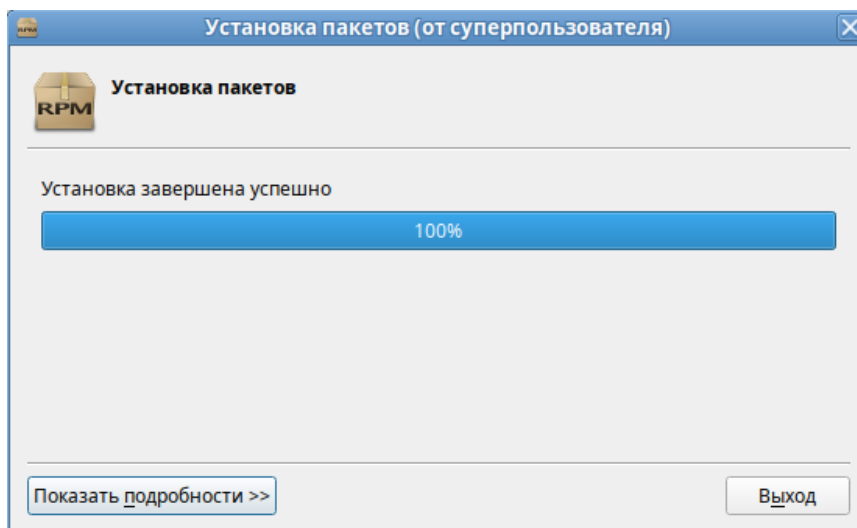 Установка пакетов (от суперпользователя)
RPM
Установка пакетов
Установка завершена успешно
100%
Показать подробности >>
Выход